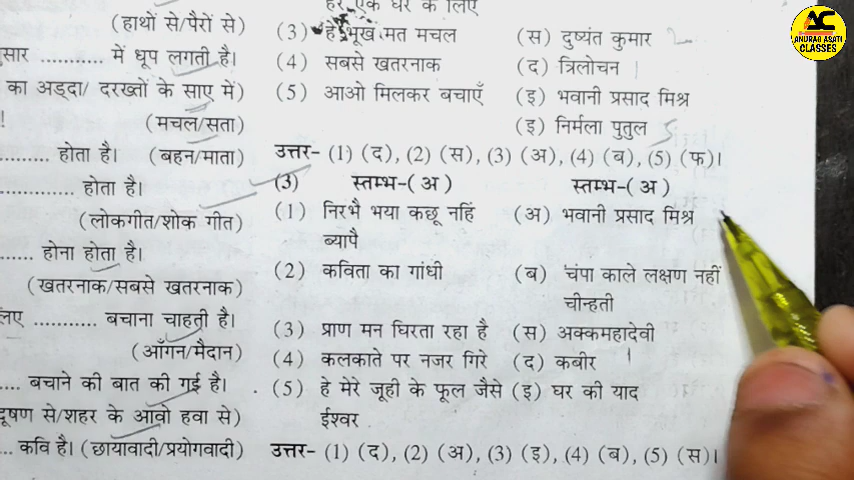 (हाथों से/पैरों से)
............ में धूप लगती है।
का अड्दा/ दरख्तों के साए में)
!
(मचल/सता)
......... होता है। (बहन/माता)
............ होता है।
(लोकगीत/शोक गीत)
...... होना होता है।
(खतरनाक/सबसे खतरनाक)
............ बचाना चाहती है।
(आँगन/मैदान)
.... बचाने की बात की गई है।
से/शहर के आवो हवा से)
... कवि है। (छायावादी/प्रयोगवादी)
एक घर के लिए
(3) हे भूख मत मचल (स) दुष्यंत कुमार
(4) सबसे खतरनाक (द) त्रिलोचन
(5) आओ मिलकर बचाएँ (इ) भवानी प्रसाद मिश्र
(इ) निर्मला पुतुल
उत्तर- (1) (द), (2) (स), (3) (अ), (4) (ब), (5) (फ)।
(3) स्तम्भ-( अ ) स्तम्भ-( अ )
(1) निरभै भया कछू नहिं (अ) भवानी प्रसाद मिश्र
ब्यापै
(2) कविता का गांधी (ब) चंपा काले लक्षण नहीं
चीन्हती
(3) प्राण मन घिरता रहा है (स) अक्कमहादेवी
(4) कलकाते पर नजर गिरे (द) कबीर
(5) हे मेरे जूही के फूल जैसे (इ) घर की याद
ईश्वर
उत्तर- (1) (द), (2) (अ), (3) (इ), (4) (ब), (5) (स)।
AC
ANURAG ASATI
CLASSES